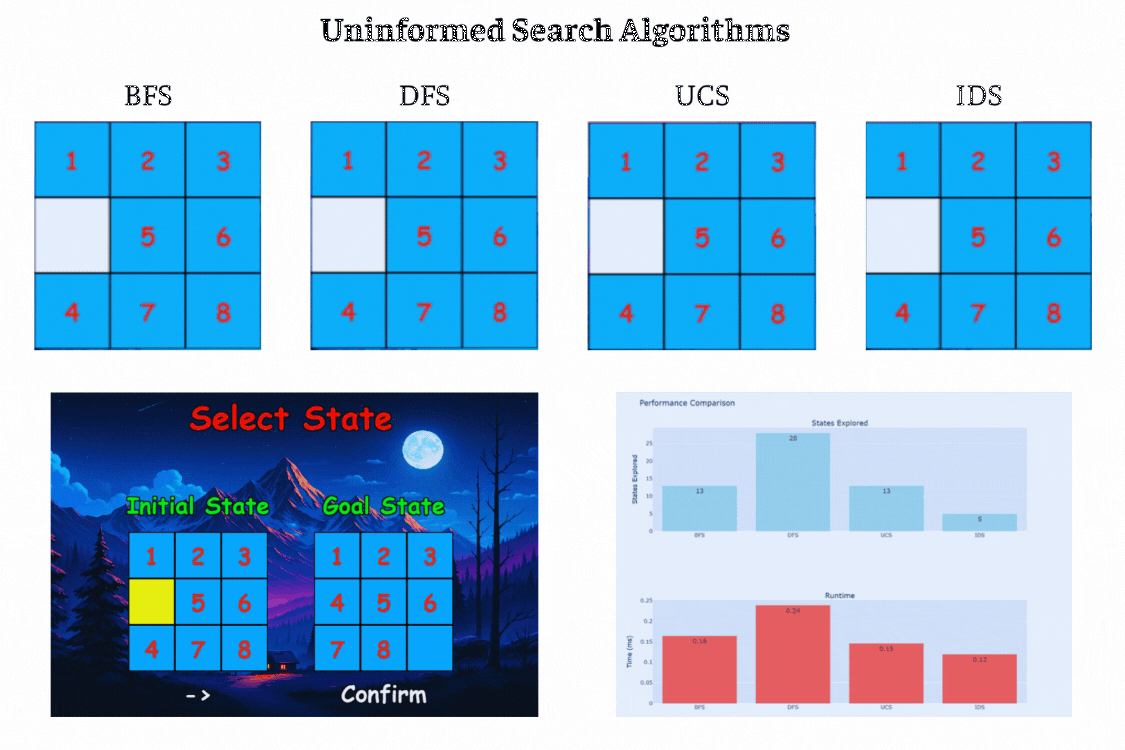 Uninformed Search Algorithms
BFS DFS UCS IDS
1 2 3 1 2 3 1 2 3 1 2 3
5 6 5 6 5 6 5 6
4 7 8 4 7 8 4 7 8 4 7 8
Select State
Initial State Goal State
1 2 3 1 2 3
5 6 4 5 6
4 7 8 7 8
-> Confirm
Performance Comparison
States Explored
States Explored
25
20
15
10
5
0
13 28 13 5
BFS DFS UCS IDS
Runtime
Time (ms)
0.25
0.2
0.15
0.1
0.05
0
0.16 0.24 0.15 0.12
BFS DFS UCS IDS